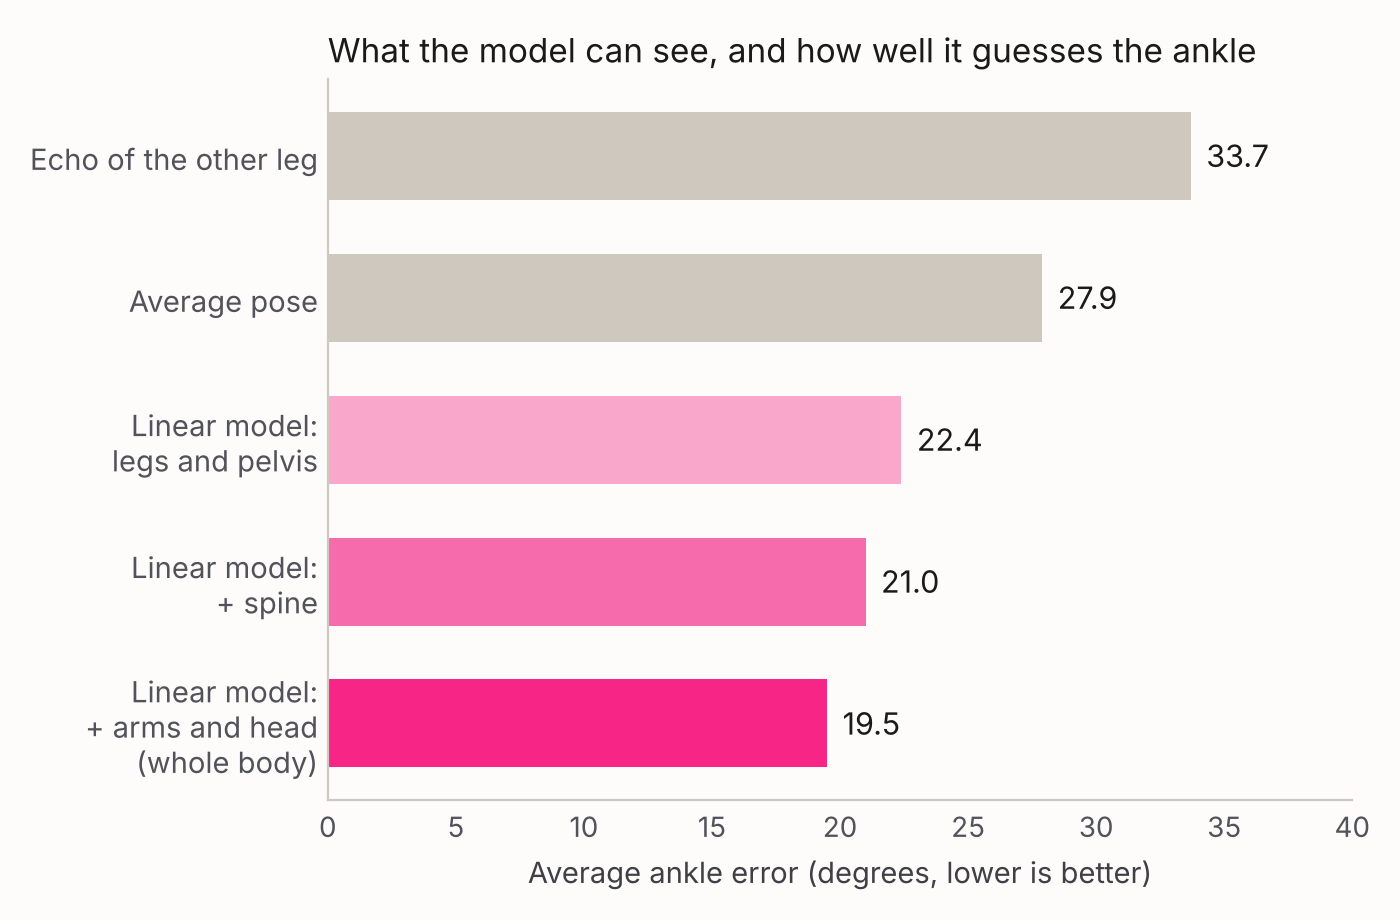 What the model can see, and how well it guesses the ankle
Echo of the other leg
33.7
Average pose
27.9
Linear model:
legs and pelvis
22.4
Linear model:
+ spine
21.0
Linear model:
+ arms and head
(whole body)
19.5
0 5 10 15 20 25 30 35 40
Average ankle error (degrees, lower is better)